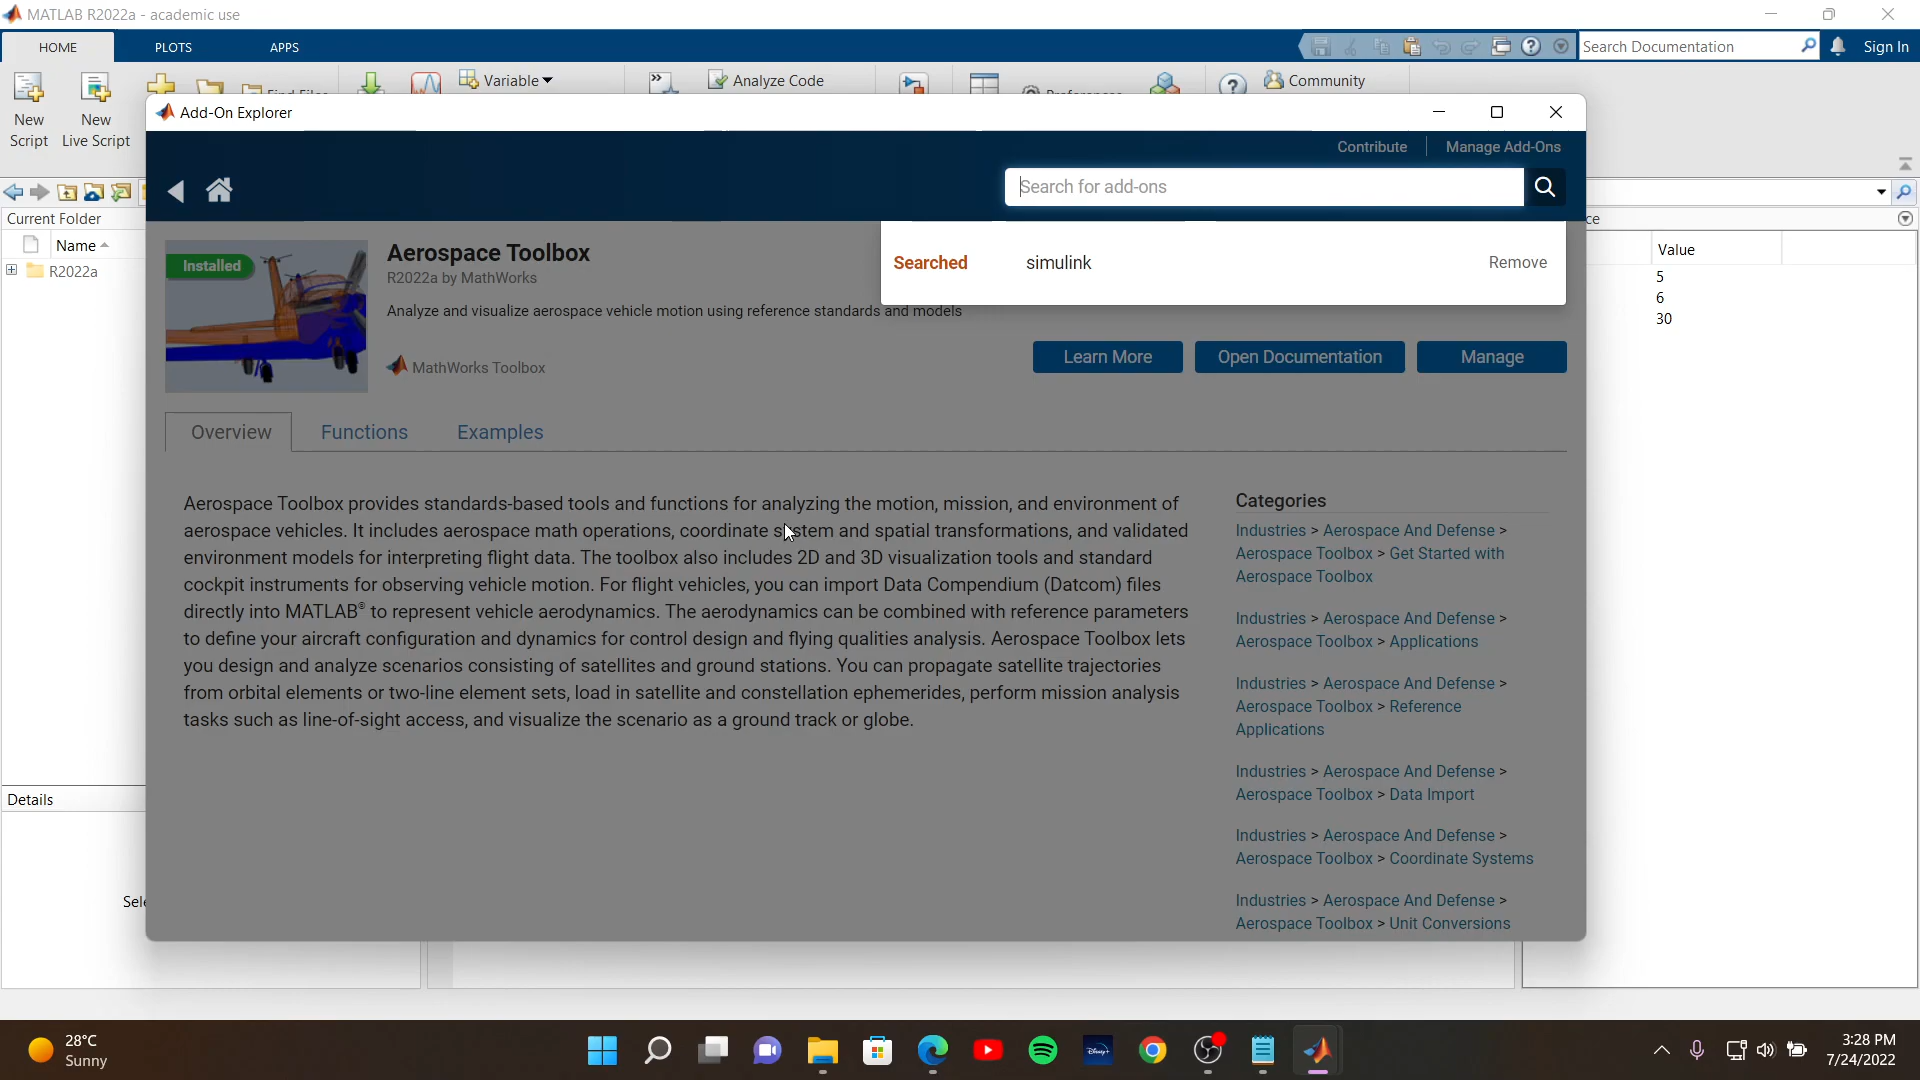 MATLAB R2022a - academic use
HOME
PLOTS
APPS
Search Documentation
Sign In
New
Script
New
Live Script
Variable
Analyze Code
Community
Add-On Explorer
Contribute
Manage Add-Ons
Search for add-ons
Searched
simulink
Remove
Current Folder
Name
R2022a
Value
5
6
30
Installed
Aerospace Toolbox
R2022a by MathWorks
Analyze and visualize aerospace vehicle motion using reference standards and models
MathWorks Toolbox
Learn More
Open Documentation
Manage
Overview
Functions
Examples
Aerospace Toolbox provides standards-based tools and functions for analyzing the motion, mission, and environment of
aerospace vehicles. It includes aerospace math operations, coordinate system and spatial transformations, and validated
environment models for interpreting flight data. The toolbox also includes 2D and 3D visualization tools and standard
cockpit instruments for observing vehicle motion. For flight vehicles, you can import Data Compendium (Datcom) files
directly into MATLAB® to represent vehicle aerodynamics. The aerodynamics can be combined with reference parameters
to define your aircraft configuration and dynamics for control design and flying qualities analysis. Aerospace Toolbox lets
you design and analyze scenarios consisting of satellites and ground stations. You can propagate satellite trajectories
from orbital elements or two-line element sets, load in satellite and constellation ephemerides, perform mission analysis
tasks such as line-of-sight access, and visualize the scenario as a ground track or globe.
Categories
Industries > Aerospace And Defense >
Aerospace Toolbox > Get Started with
Aerospace Toolbox
Industries > Aerospace And Defense >
Aerospace Toolbox > Applications
Industries > Aerospace And Defense >
Aerospace Toolbox > Reference
Applications
Industries > Aerospace And Defense >
Aerospace Toolbox > Data Import
Industries > Aerospace And Defense >
Aerospace Toolbox > Coordinate Systems
Industries > Aerospace And Defense >
Aerospace Toolbox > Unit Conversions
Details
28°C
Sunny
Disney+
3:28 PM
7/24/2022